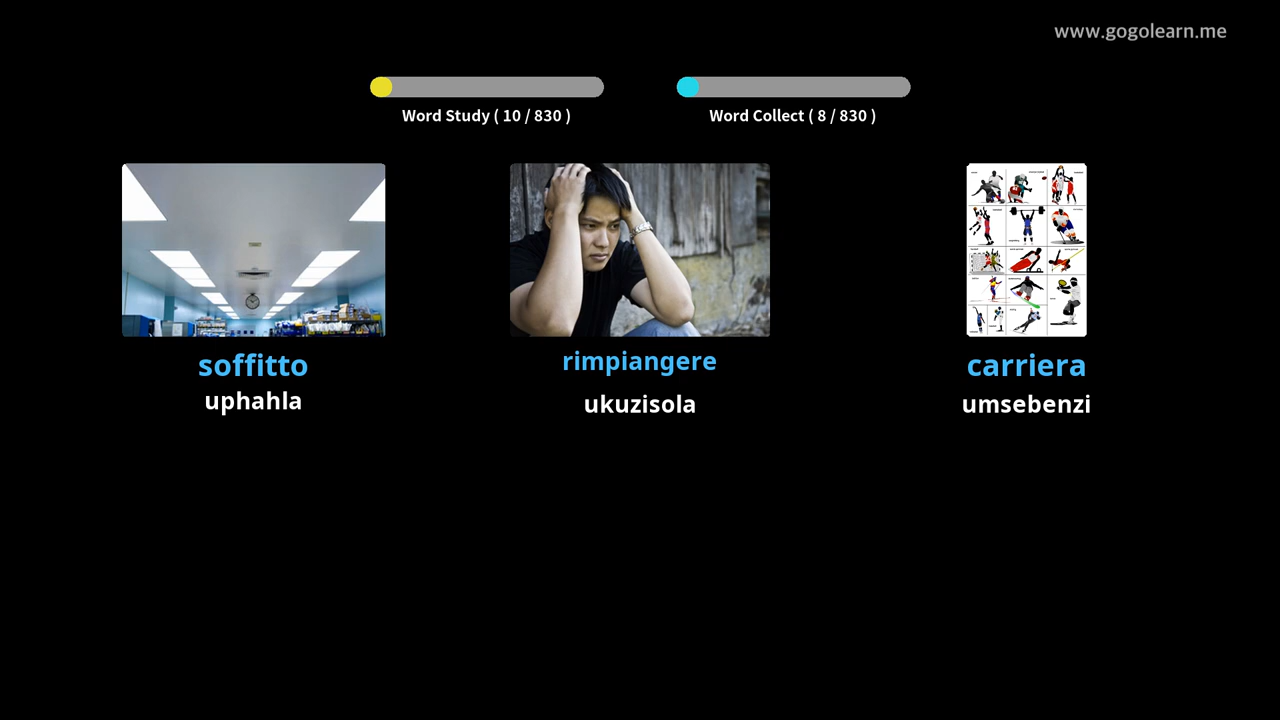 www.gogolearn.me
Word Study ( 10 / 830 )
Word Collect ( 8 / 830 )
soffitto
uphahla
rimpiangere
ukuzisola
carriera
umsebenzi